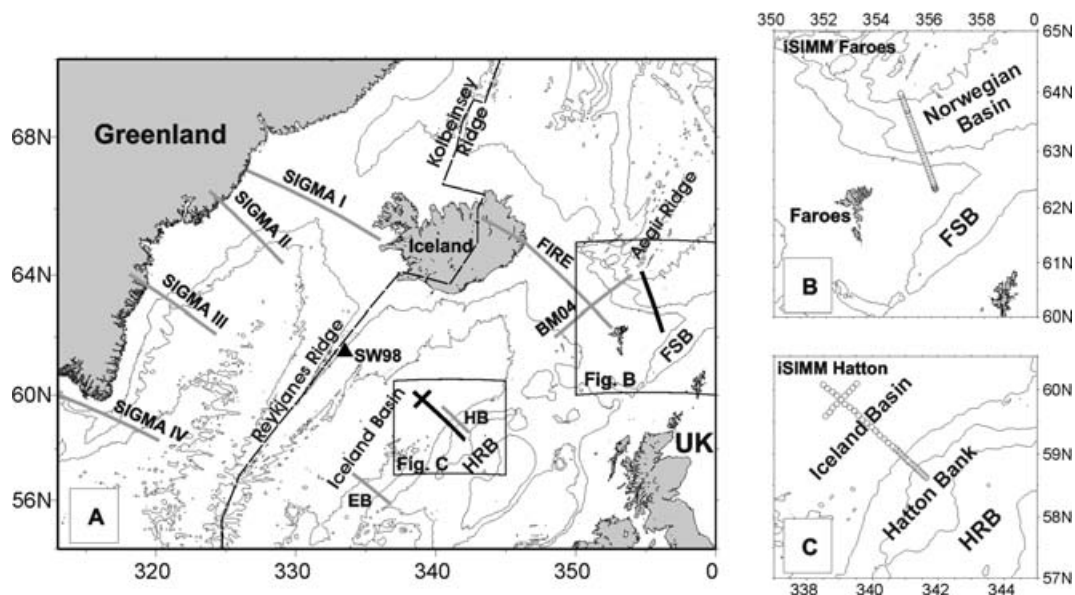 Greenland
68N
64N
60N
56N
320
330
340
350
0
SIGMA I
SIGMA II
SIGMA III
SIGMA IV
Kolbeinsey
Ridge
Iceland
FIRE
Aegir Ridge
BM04
FSB
Fig. B
Reykjanes Ridge
SW98
Iceland Basin
HB
HRB
Fig. C
EB
UK
A
350
352
354
356
358
0
iSIMM Faroes
Norwegian
Basin
Faroes
FSB
B
65N
64N
63N
62N
61N
60N
iSIMM Hatton
Iceland Basin
Hatton Bank
HRB
C
60N
59N
58N
57N
338
340
342
344